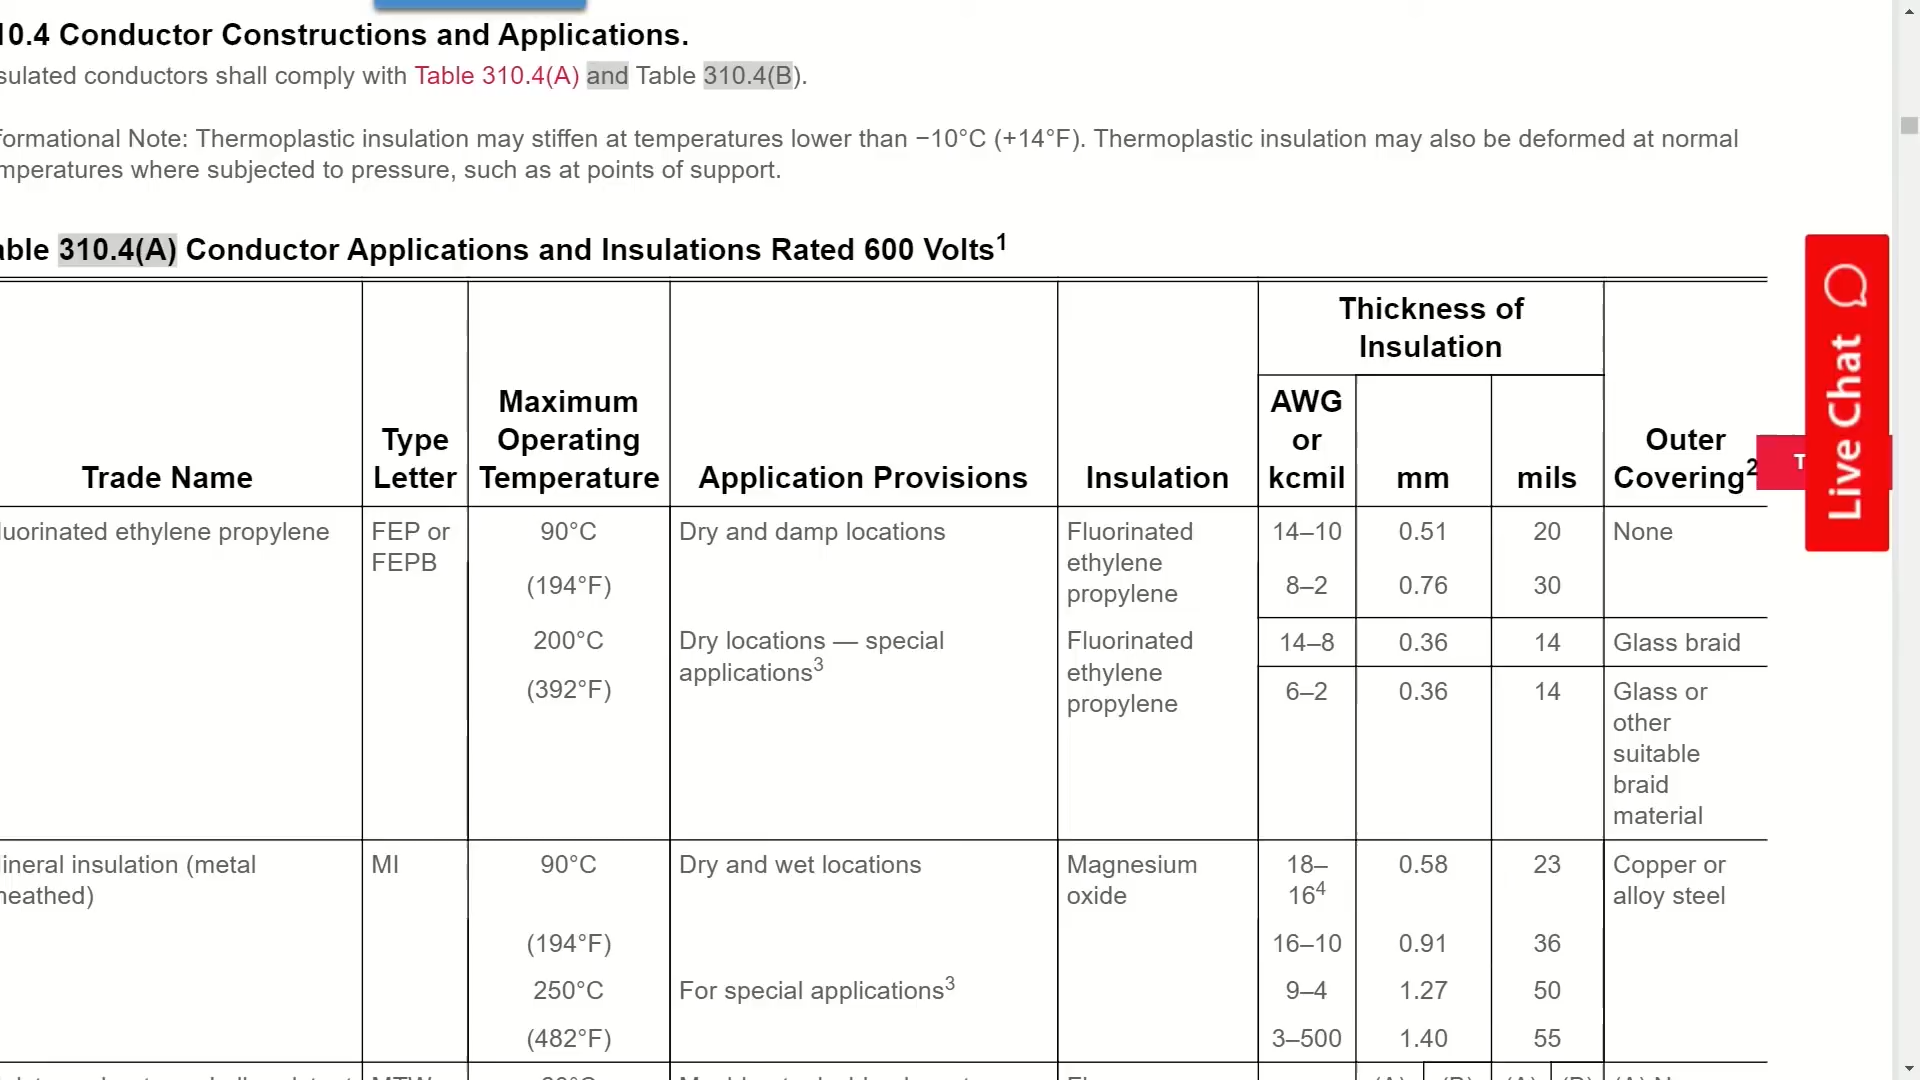 10.4 Conductor Constructions and Applications.
sulated conductors shall comply with Table 310.4(A) and Table 310.4(B).
formational Note: Thermoplastic insulation may stiffen at temperatures lower than −10°C (+14°F). Thermoplastic insulation may also be deformed at normal
mperatures where subjected to pressure, such as at points of support.
able 310.4(A) Conductor Applications and Insulations Rated 600 Volts1
Thickness of
Insulation
Trade Name
Type
Letter
Maximum
Operating
Temperature
Application Provisions
Insulation
AWG
or
kcmil
mm
mils
Outer
Covering2
luorinated ethylene propylene
FEP or
FEPB
90°C
(194°F)
Dry and damp locations
Fluorinated
ethylene
propylene
14–10 0.51 20 None
8–2 0.76 30
200°C
(392°F)
Dry locations — special
applications3
Fluorinated
ethylene
propylene
14–8 0.36 14 Glass braid
6–2 0.36 14 Glass or
other
suitable
braid
material
ineral insulation (metal
heathed)
MI
90°C
(194°F)
Dry and wet locations
Magnesium
oxide
18–
164
0.58 23 Copper or
alloy steel
16–10 0.91 36
250°C
(482°F)
For special applications3
9–4 1.27 50
3–500 1.40 55
Live Chat
T